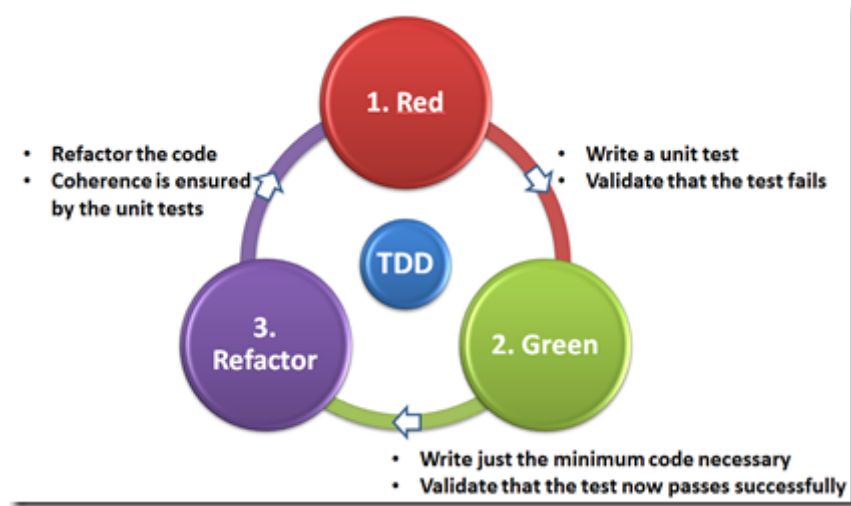 1. Red
• Refactor the code
• Coherence is ensured
by the unit tests
• Write a unit test
• Validate that the test fails
TDD
3.
Refactor
2. Green
• Write just the minimum code necessary
• Validate that the test now passes successfully